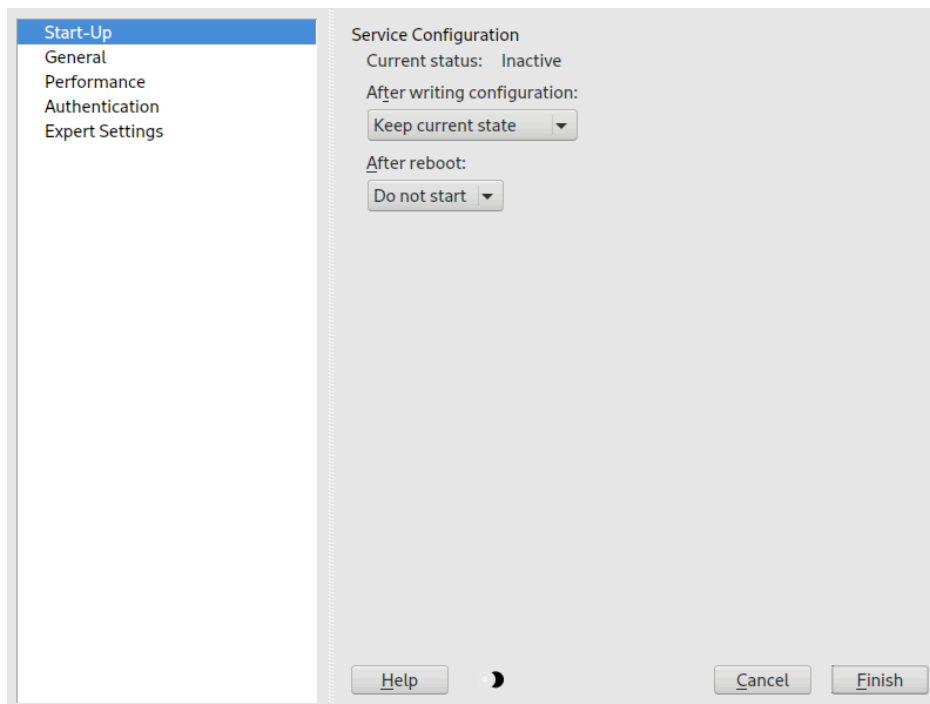 Start-Up
General
Performance
Authentication
Expert Settings
Service Configuration
Current status: Inactive
After writing configuration:
Keep current state
After reboot:
Do not start
Help
Cancel
Finish